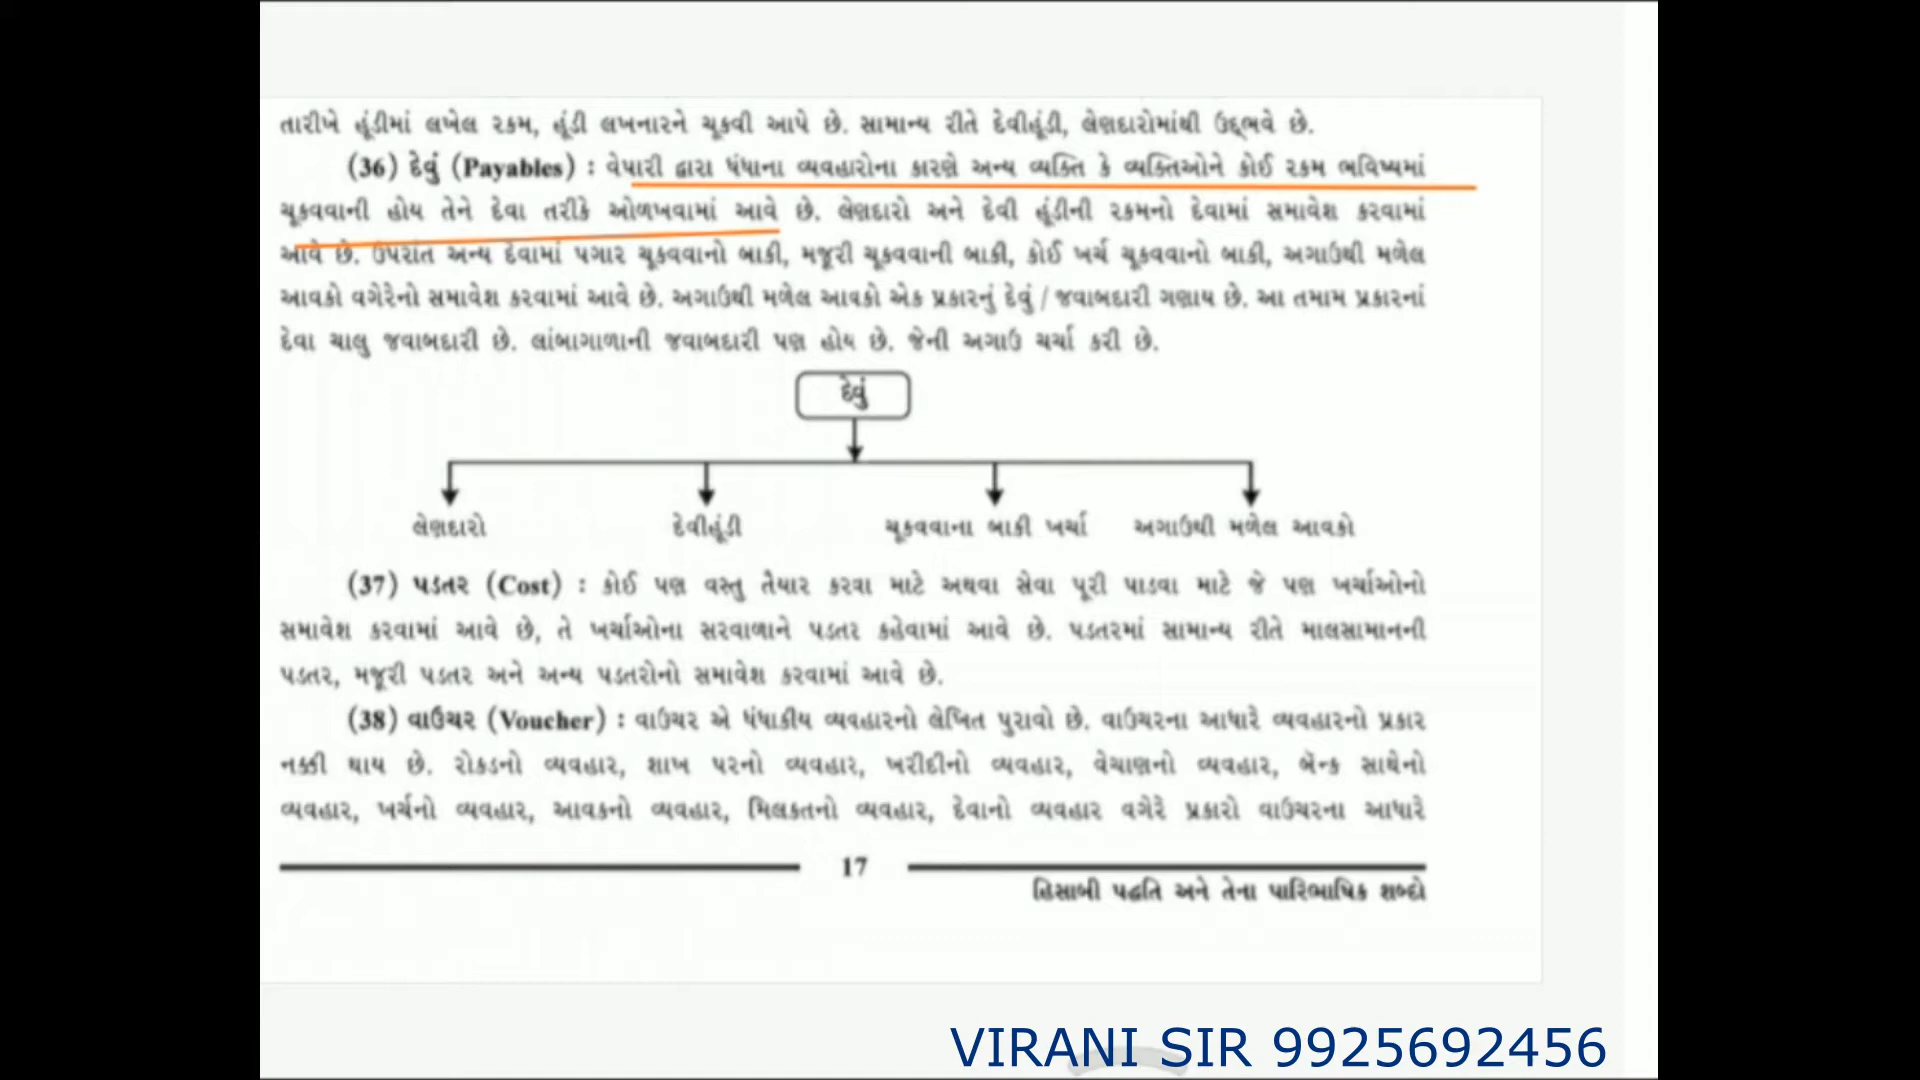 તારીખે હૂંડીમાં લખેલ રકમ, હૂંડી લખનારને ચૂકવી આપે છે. સામાન્ય રીતે દેવીહૂંડી, લેણદારોમાંથી ઉદ્ભવે છે.
(36) દેવું (Payables) : વેપારી દ્વારા ધંધાના વ્યવહારોના કારણે અન્ય વ્યક્તિ કે વ્યક્તિઓને કોઈ રકમ ભવિષ્યમાં
ચૂકવવાની હોય તેને દેવા તરીકે ઓળખવામાં આવે છે. લેણદારો અને દેવી હૂંડીની રકમનો દેવામાં સમાવેશ કરવામાં
આવે છે. ઉપરાંત અન્ય દેવામાં પગાર ચૂકવવાનો બાકી, મજૂરી ચૂકવવાની બાકી, કોઈ ખર્ચ ચૂકવવાનો બાકી, અગાઉથી મળેલ
આવકો વગેરેનો સમાવેશ કરવામાં આવે છે. અગાઉથી મળેલ આવકો એક પ્રકારનું દેવું / જવાબદારી ગણાય છે. આ તમામ પ્રકારનાં
દેવા ચાલુ જવાબદારી છે. લાંબાગાળાની જવાબદારી પણ હોય છે. જેની અગાઉ ચર્ચા કરી છે.
દેવું
લેણદારો દેવીહૂંડી ચૂકવવાના બાકી ખર્ચા અગાઉથી મળેલ આવકો
(37) પડતર (Cost) : કોઈ પણ વસ્તુ તૈયાર કરવા માટે અથવા સેવા પૂરી પાડવા માટે જે પણ ખર્ચાઓનો
સમાવેશ કરવામાં આવે છે, તે ખર્ચાઓના સરવાળાને પડતર કહેવામાં આવે છે. પડતરમાં સામાન્ય રીતે માલસામાનની
પડતર, મજૂરી પડતર અને અન્ય પડતરોનો સમાવેશ કરવામાં આવે છે.
(38) વાઉચર (Voucher) : વાઉચર એ ધંધાકીય વ્યવહારનો લેખિત પુરાવો છે. વાઉચરના આધારે વ્યવહારનો પ્રકાર
નક્કી થાય છે. રોકડનો વ્યવહાર, શાખ પરનો વ્યવહાર, ખરીદીનો વ્યવહાર, વેચાણનો વ્યવહાર, બૅન્ક સાથેનો
વ્યવહાર, ખર્ચનો વ્યવહાર, આવકનો વ્યવહાર, મિલકતનો વ્યવહાર, દેવાનો વ્યવહાર વગેરે પ્રકારો વાઉચરના આધારે
17
હિસાબી પદ્ધતિ અને તેના પારિભાષિક શબ્દો
VIRANI SIR 9925692456